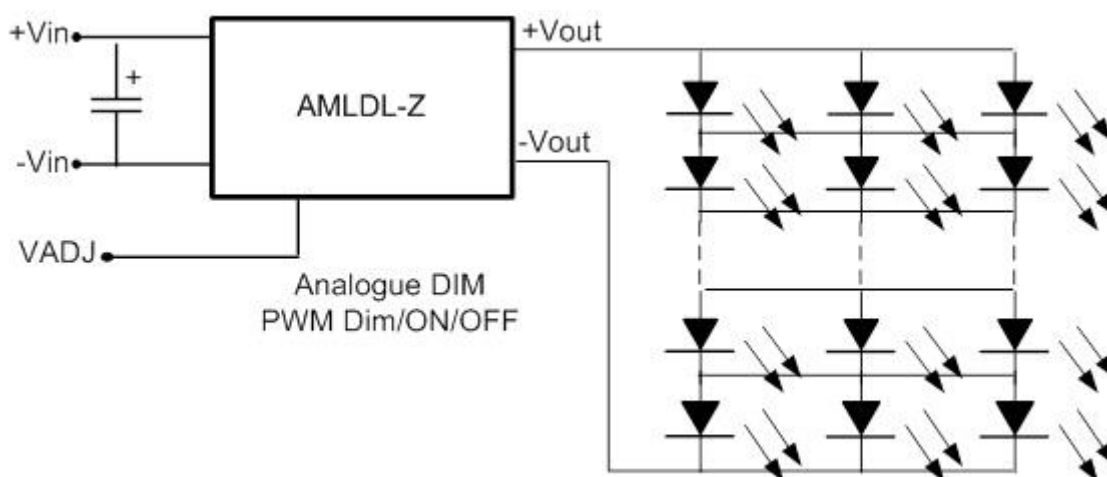 +Vin
+
-Vin
AMLDL-Z
+Vout
-Vout
VADJ
Analogue DIM
PWM Dim/ON/OFF